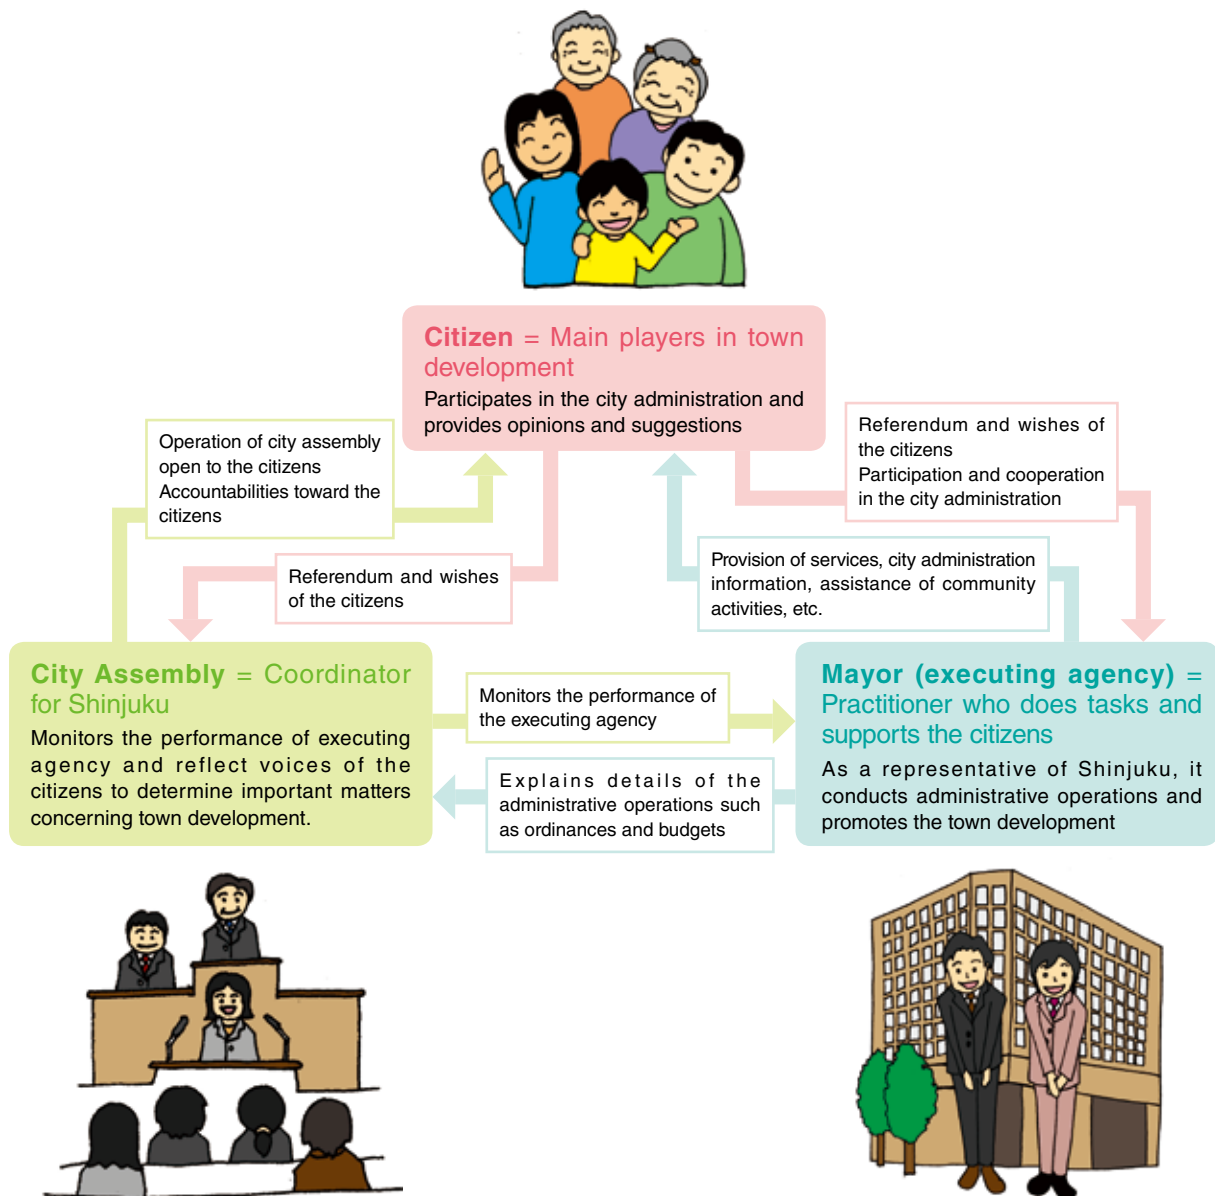 Citizen = Main players in town
development
Participates in the city administration and
provides opinions and suggestions
Operation of city assembly
open to the citizens
Accountabilities toward the
citizens
Referendum and wishes of
the citizens
Participation and cooperation
in the city administration
Referendum and wishes
of the citizens
Provision of services, city administration
information, assistance of community
activities, etc.
City Assembly = Coordinator
for Shinjuku
Monitors the performance of executing
agency and reflect voices of the
citizens to determine important matters
concerning town development.
Monitors the performance of
the executing agency
Explains details of the
administrative operations such
as ordinances and budgets
Mayor (executing agency) =
Practitioner who does tasks and
supports the citizens
As a representative of Shinjuku, it
conducts administrative operations and
promotes the town development